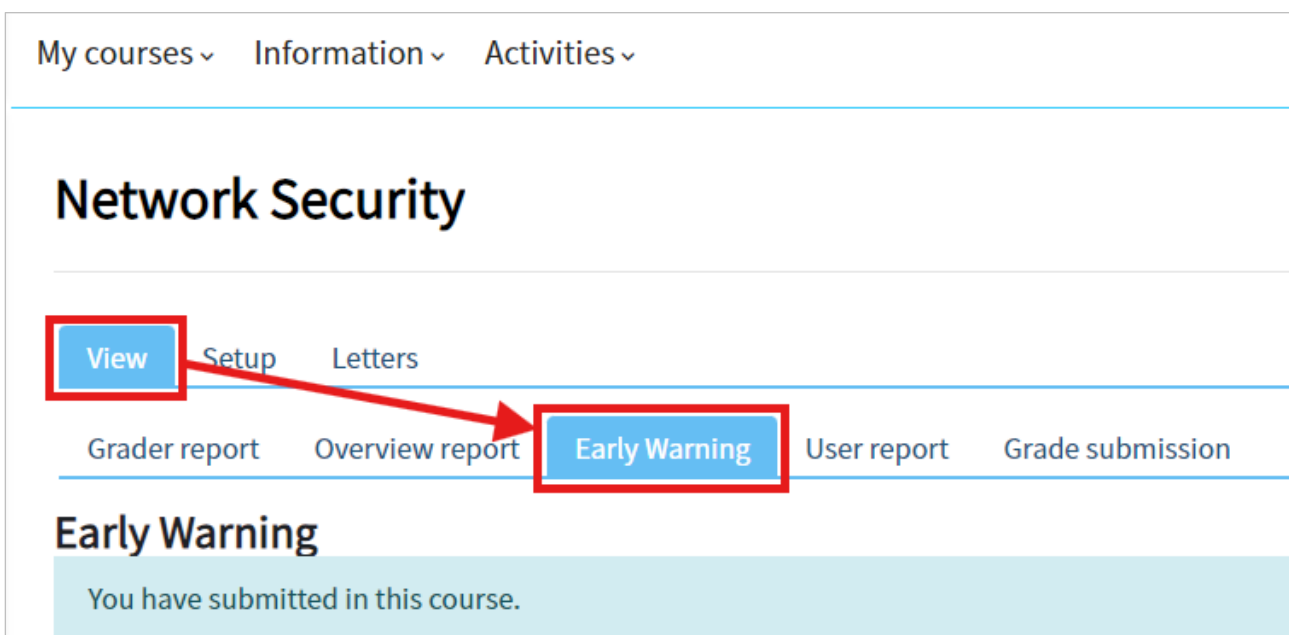 My courses Information Activities
Network Security
View Setup Letters
Grader report Overview report Early Warning User report Grade submission
Early Warning
You have submitted in this course.